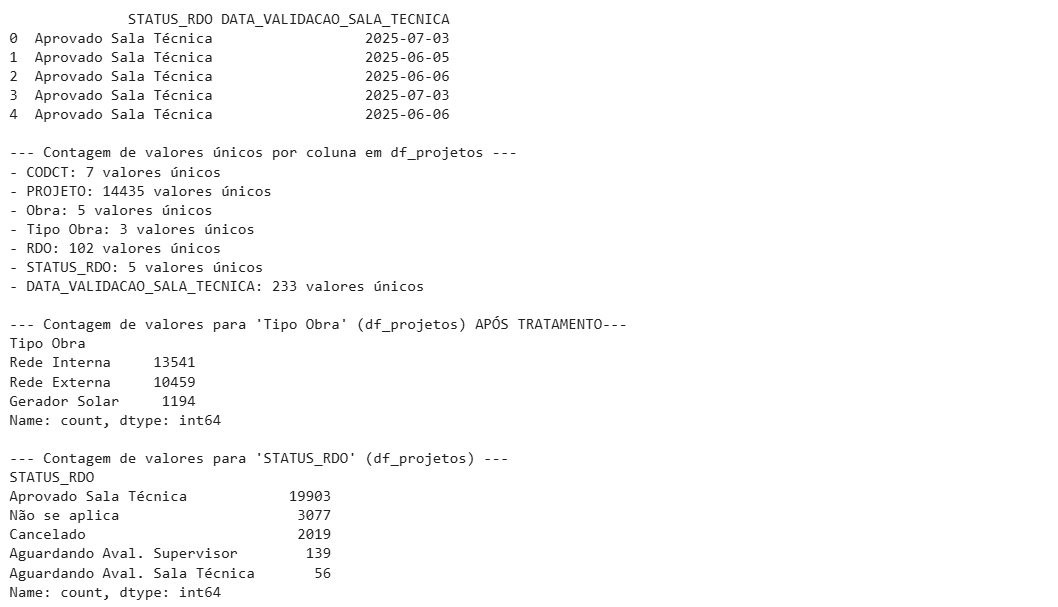 STATUS_RDO DATA_VALIDACAO_SALA_TECNICA
0  Aprovado Sala Técnica                  2025-07-03
1  Aprovado Sala Técnica                  2025-06-05
2  Aprovado Sala Técnica                  2025-06-06
3  Aprovado Sala Técnica                  2025-07-03
4  Aprovado Sala Técnica                  2025-06-06
--- Contagem de valores únicos por coluna em df_projetos ---
- CODCT: 7 valores únicos
- PROJETO: 14435 valores únicos
- Obra: 5 valores únicos
- Tipo Obra: 3 valores únicos
- RDO: 102 valores únicos
- STATUS_RDO: 5 valores únicos
- DATA_VALIDACAO_SALA_TECNICA: 233 valores únicos
--- Contagem de valores para 'Tipo Obra' (df_projetos) APÓS TRATAMENTO---
Tipo Obra
Rede Interna     13541
Rede Externa     10459
Gerador Solar     1194
Name: count, dtype: int64
--- Contagem de valores para 'STATUS_RDO' (df_projetos) ---
STATUS_RDO
Aprovado Sala Técnica            19903
Não se aplica                     3077
Cancelado                         2019
Aguardando Aval. Supervisor        139
Aguardando Aval. Sala Técnica       56
Name: count, dtype: int64